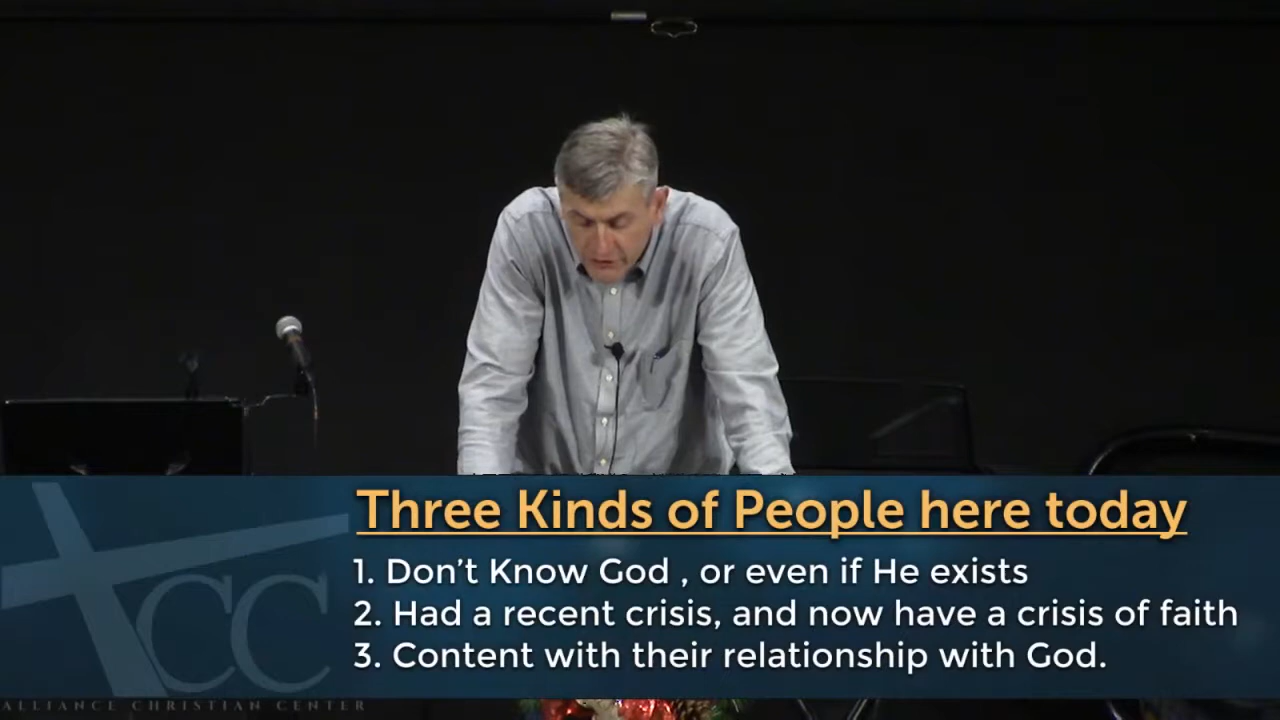 Three Kinds of People here today
1. Don't Know God , or even if He exists
2. Had a recent crisis, and now have a crisis of faith
3. Content with their relationship with God.
CC
ALLIANCE CHRISTIAN CENTER